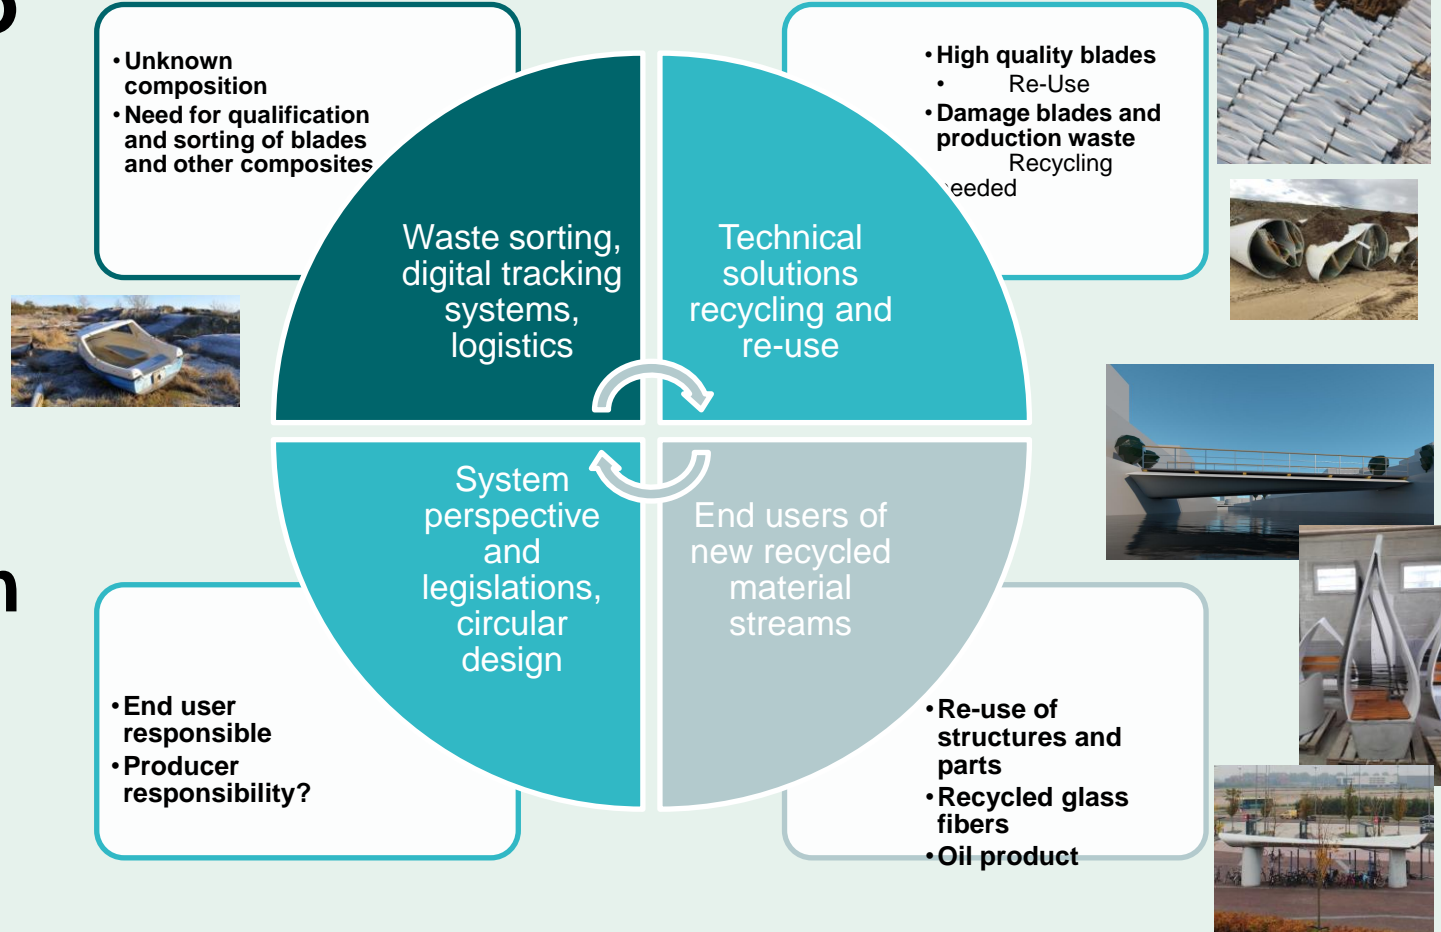 • Unknown
composition
• Need for qualification
and sorting of blades
and other composites
• High quality blades
• Re-Use
• Damage blades and
production waste
Recycling
Waste sorting,
digital tracking
systems,
logistics
Technical
solutions
recycling and
re-use
System
perspective
and
legislations,
circular
design
End users of
new recycled
material
streams
• End user
responsible
• Producer
responsibility?
• Re-use of
structures and
parts
• Recycled glass
fibers
• Oil product